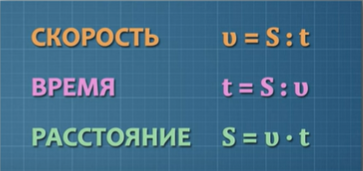 СКОРОСТЬ υ = S : t
ВРЕМЯ t = S : υ
РАССТОЯНИЕ S = υ · t